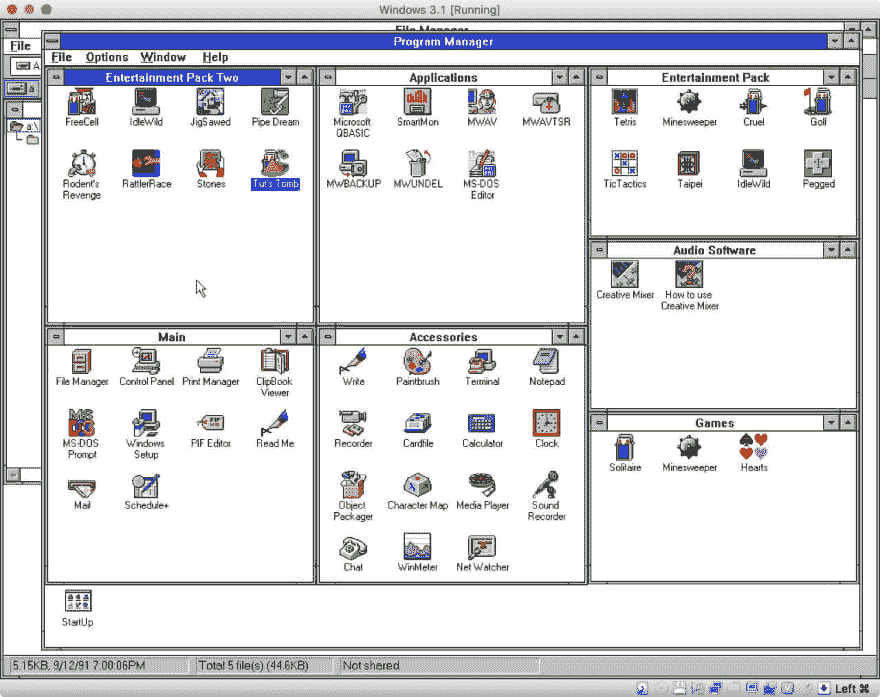 Windows 3.1 [Running]
File Manager
File
Program Manager
File Options Window Help
Entertainment Pack Two
FreeCell
IdleWild
JigSawed
Pipe Dream
Rodent's
Revenge
RattlerRace
Stones
Tut's Tomb
Applications
Microsoft
QBASIC
SmartMon
MWAV
MWAVTSR
MWBACKUP
MWUNDEL
MS-DOS
Editor
Entertainment Pack
Tetris
Minesweeper
Cruel
Golf
TicTactics
Taipei
IdleWild
Pegged
Audio Software
Creative Mixer
How to use
Creative Mixer
Main
File Manager
Control Panel
Print Manager
ClipBook
Viewer
MS-DOS
Prompt
Windows
Setup
PIF Editor
Read Me
Mail
Schedule+
Accessories
Write
Paintbrush
Terminal
Notepad
Recorder
Cardfile
Calculator
Clock
Object
Packager
Character Map
Media Player
Sound
Recorder
Chat
WinMeter
Net Watcher
Games
Solitaire
Minesweeper
Hearts
StartUp
5.15KB, 9/12/91 7:00:06PM
Total 5 file(s) (44.6KB)
Not shared
Left ⌘